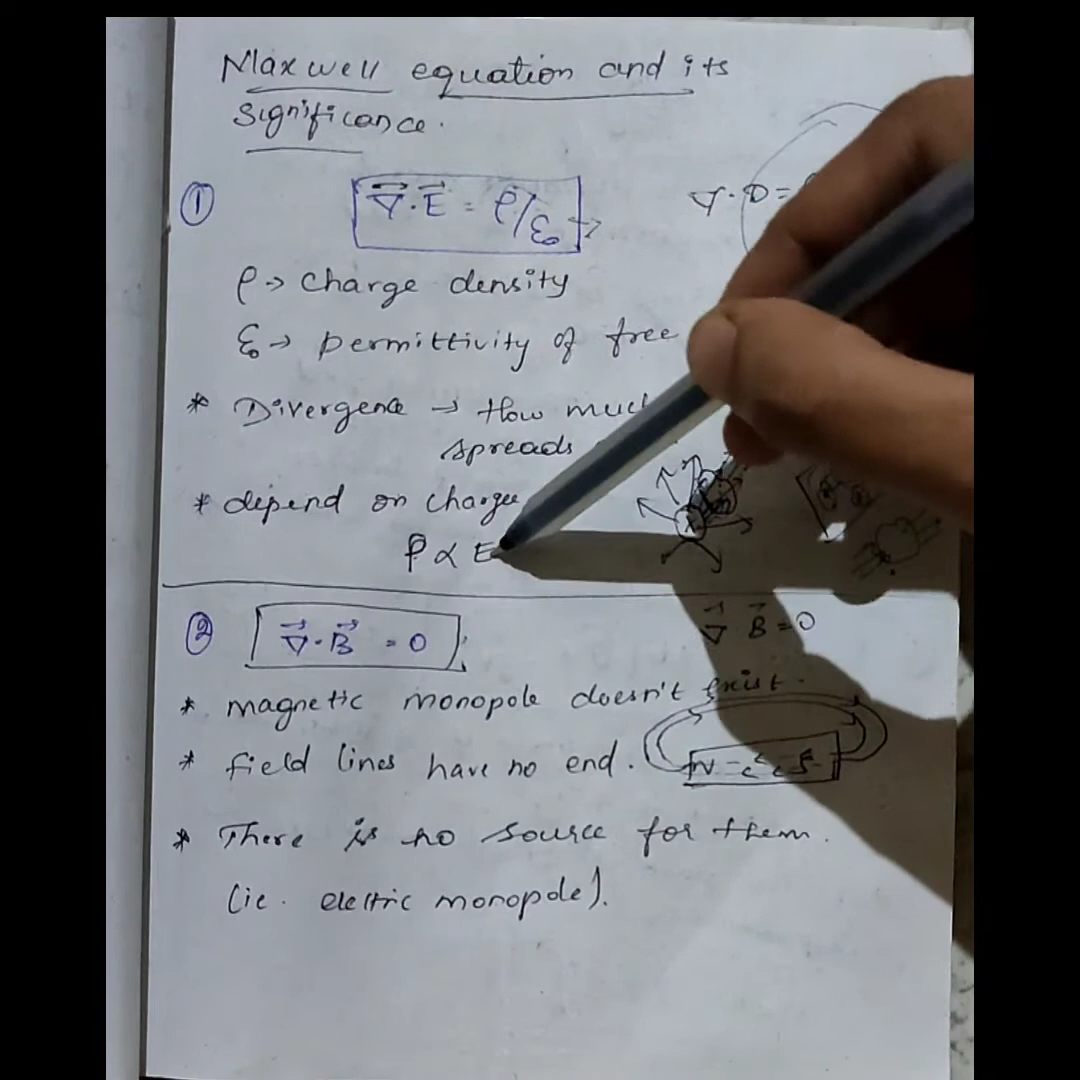 Maxwell equation and its
significance.
① ∇⃗·E⃗ = ρ/ε₀ →
∇·D =
ρ → charge density
ε₀ → permittivity of free
* Divergence → How much
spreads
* depend on charge
ρ ∝ E
② ∇⃗·B⃗ = 0
∇⃗ B⃗ = 0
* magnetic monopole doesn't exist.
* field lines have no end.
N S
* There is no source for them.
(ie. electric monopole).